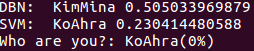 DBN:  KimMina 0.505033969879
SVM:  KoAhra 0.230414480588
Who are you?: KoAhra(0%)